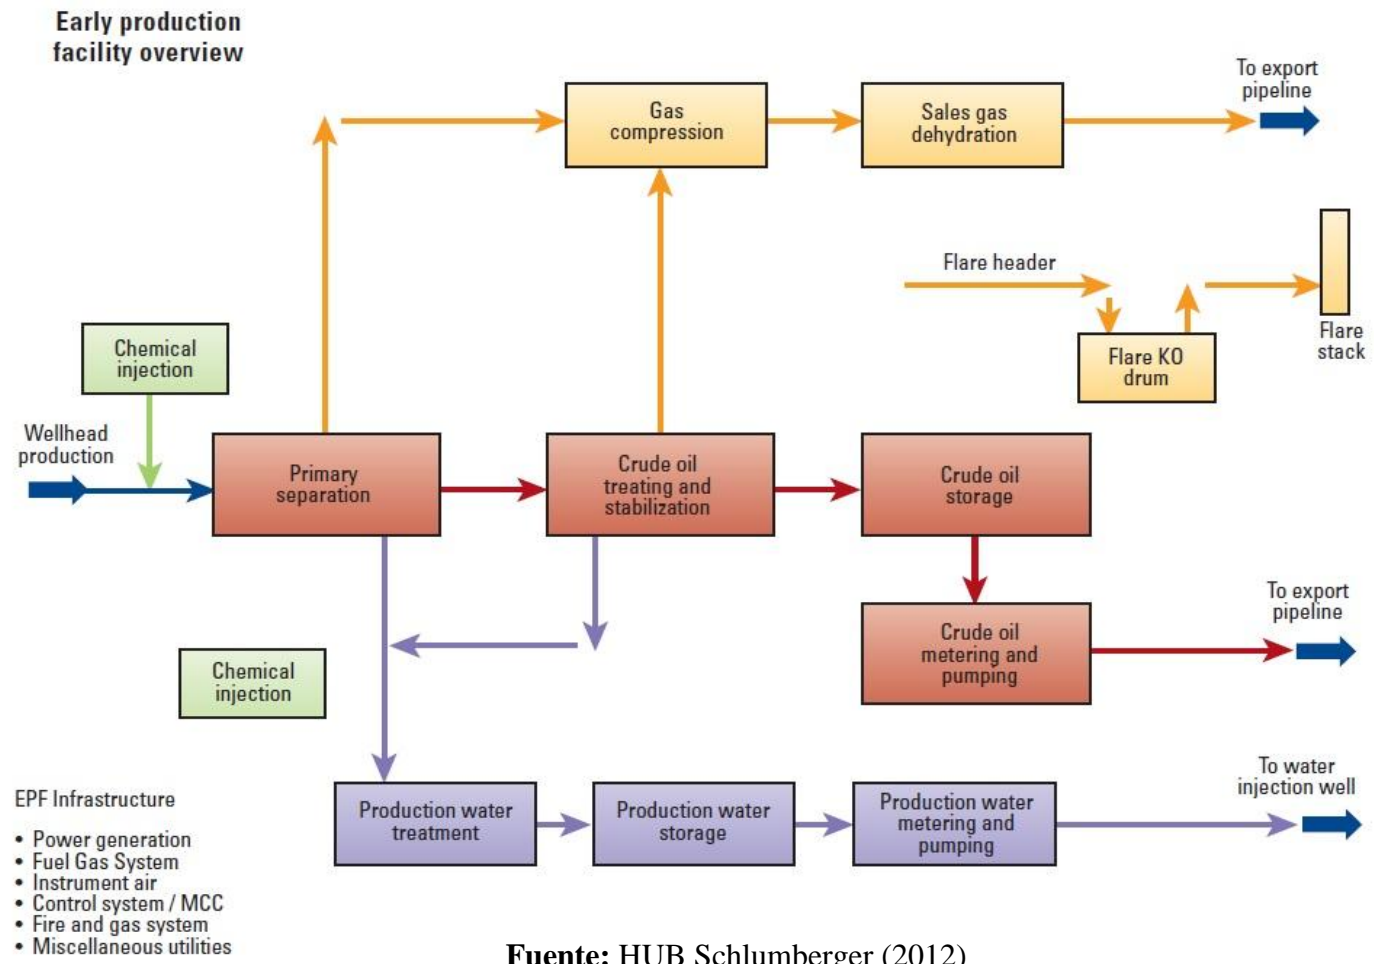 Early production
facility overview
To export
pipeline
Gas
compression
Sales gas
dehydration
Flare header
Flare
stack
Flare KO
drum
Chemical
injection
Wellhead
production
Primary
separation
Crude oil
treating and
stabilization
Crude oil
storage
To export
pipeline
Crude oil
metering and
pumping
Chemical
injection
To water
injection well
Production water
treatment
Production water
storage
Production water
metering and
pumping
EPF Infrastructure
• Power generation
• Fuel Gas System
• Instrument air
• Control system / MCC
• Fire and gas system
• Miscellaneous utilities
Fuente: HUB Schlumberger (2012)